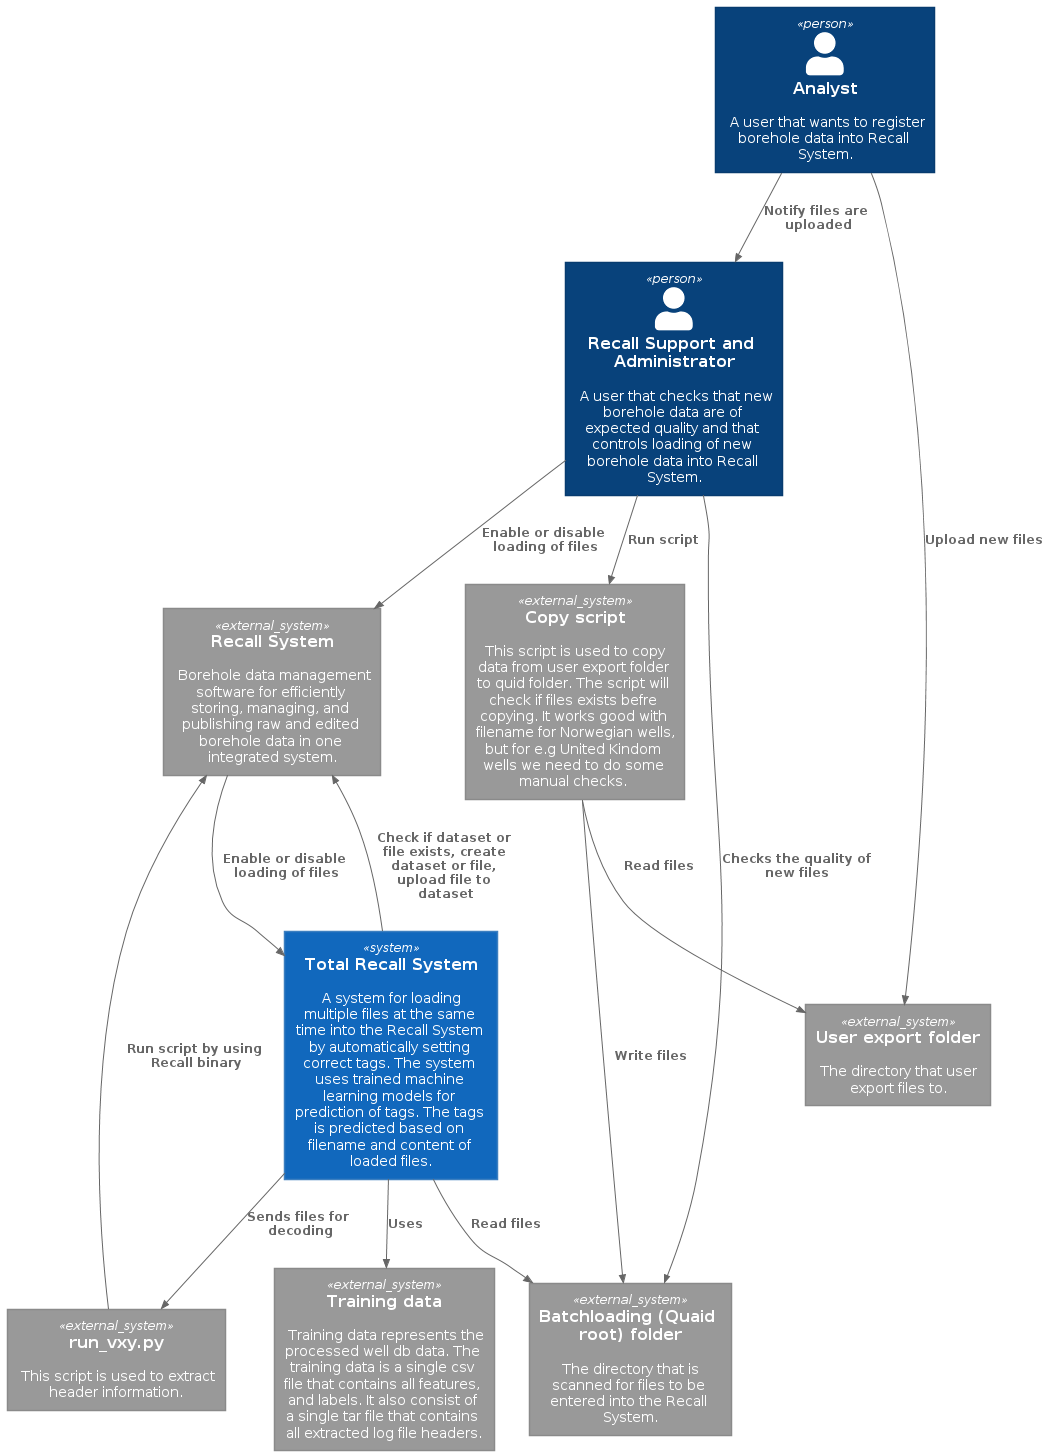 «person»
Analyst
A user that wants to register
borehole data into Recall
System.
Notify files are
uploaded
«person»
Recall Support and
Administrator
A user that checks that new
borehole data are of
expected quality and that
controls loading of new
borehole data into Recall
System.
Enable or disable
loading of files
Run script
Upload new files
«external_system»
Recall System
Borehole data management
software for efficiently
storing, managing, and
publishing raw and edited
borehole data in one
integrated system.
«external_system»
Copy script
This script is used to copy
data from user export folder
to quid folder. The script will
check if files exists befre
copying. It works good with
filename for Norwegian wells,
but for e.g United Kindom
wells we need to do some
manual checks.
Enable or disable
loading of files
Check if dataset or
file exists, create
dataset or file,
upload file to
dataset
Read files
Checks the quality of
new files
«system»
Total Recall System
A system for loading
multiple files at the same
time into the Recall System
by automatically setting
correct tags. The system
uses trained machine
learning models for
prediction of tags. The tags
is predicted based on
filename and content of
loaded files.
Run script by using
Recall binary
Write files
«external_system»
User export folder
The directory that user
export files to.
Sends files for
decoding
Uses
Read files
«external_system»
run_vxy.py
This script is used to extract
header information.
«external_system»
Training data
Training data represents the
processed well db data. The
training data is a single csv
file that contains all features,
and labels. It also consist of
a single tar file that contains
all extracted log file headers.
«external_system»
Batchloading (Quaid
root) folder
The directory that is
scanned for files to be
entered into the Recall
System.